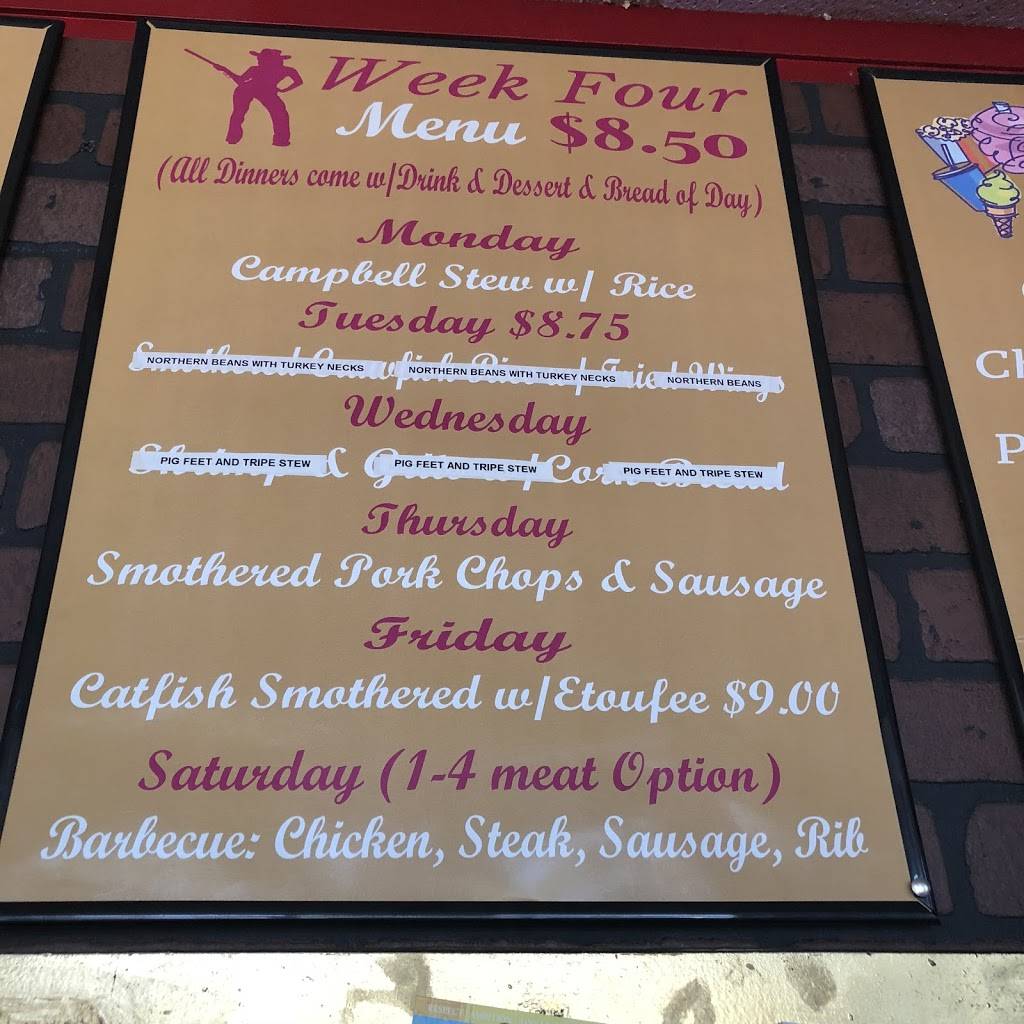 Week Four
Menu $8.50
(All Dinners come w/Drink & Dessert & Bread of Day)
Monday
Campbell Stew w/ Rice
Tuesday $8.75
NORTHERN BEANS WITH TURKEY NECKS NORTHERN BEANS WITH TURKEY NECKS NORTHERN BEANS
Wednesday
PIG FEET AND TRIPE STEW PIG FEET AND TRIPE STEW PIG FEET AND TRIPE STEW
Thursday
Smothered Pork Chops & Sausage
Friday
Catfish Smothered w/Etoufee $9.00
Saturday (1-4 meat Option)
Barbecue: Chicken, Steak, Sausage, Rib